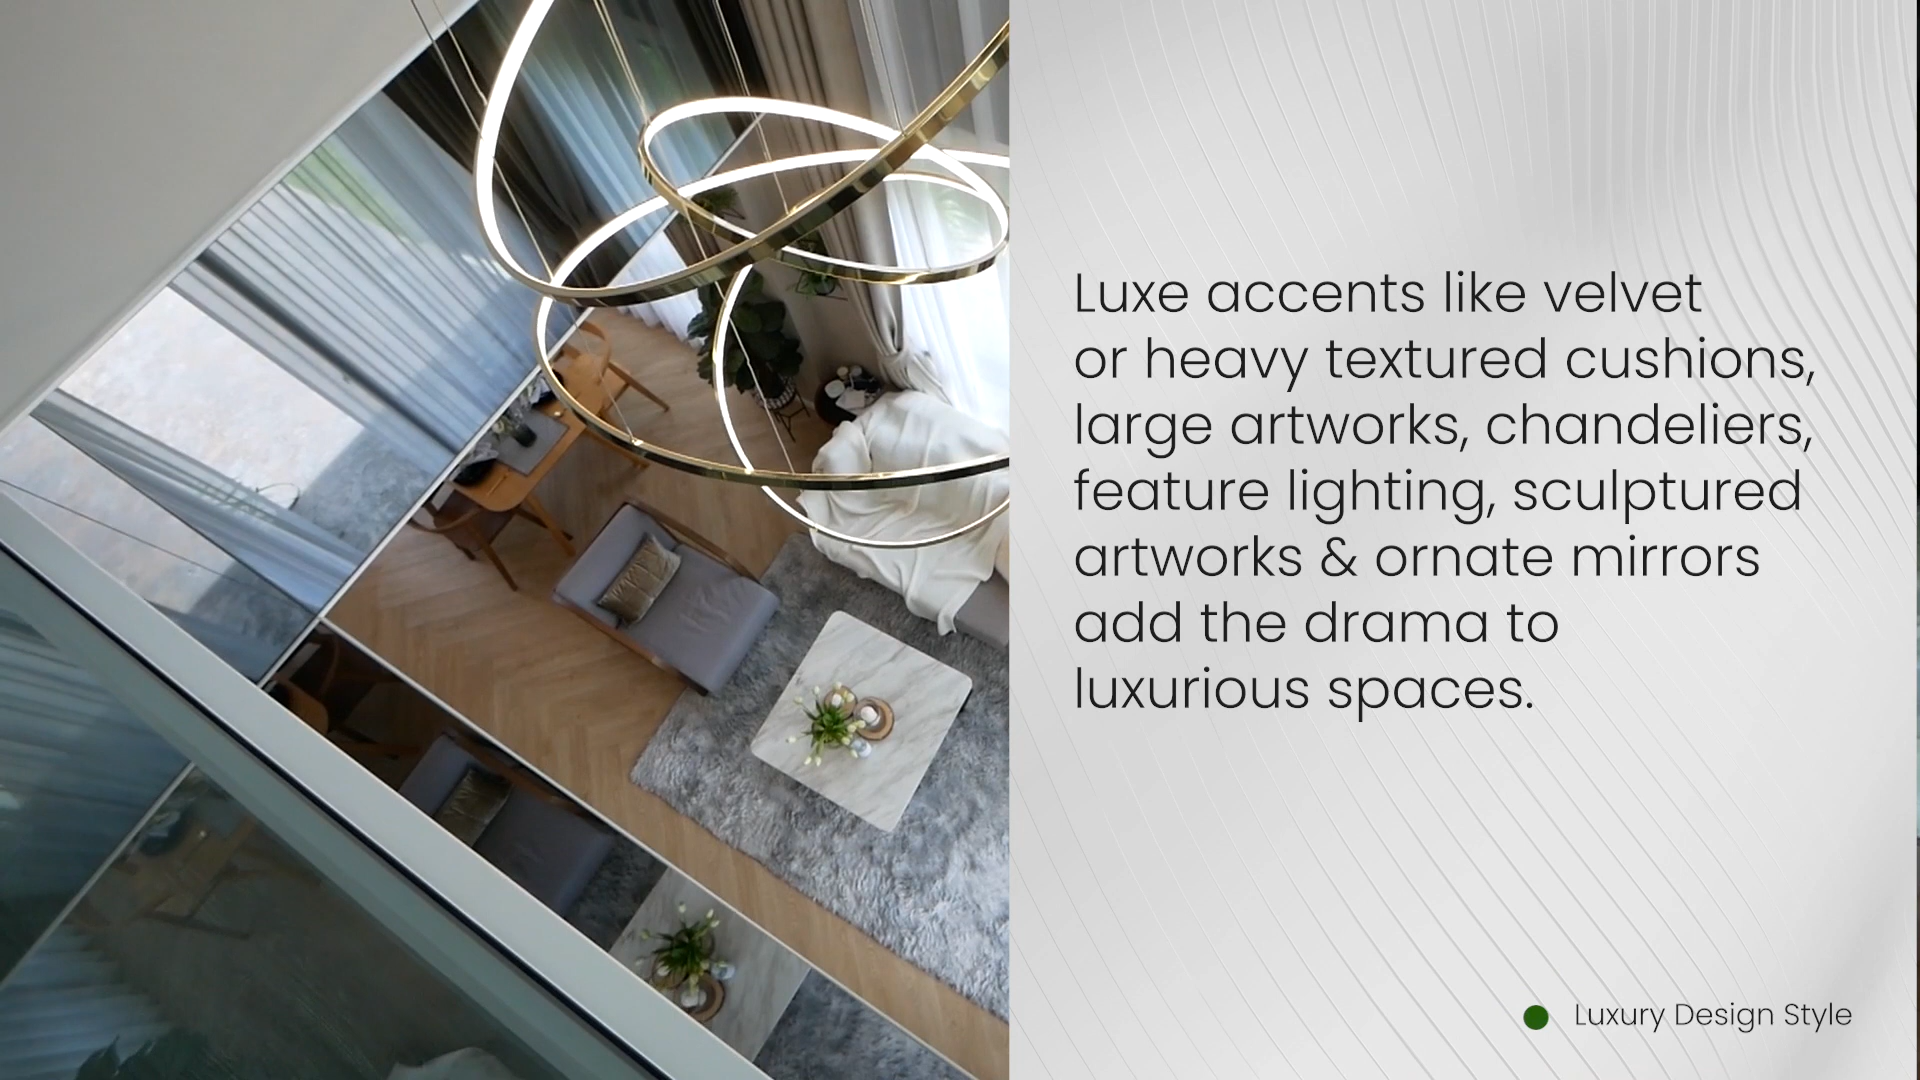 Luxe accents like velvet
or heavy textured cushions,
large artworks, chandeliers,
feature lighting, sculptured
artworks & ornate mirrors
add the drama to
luxurious spaces.
Luxury Design Style